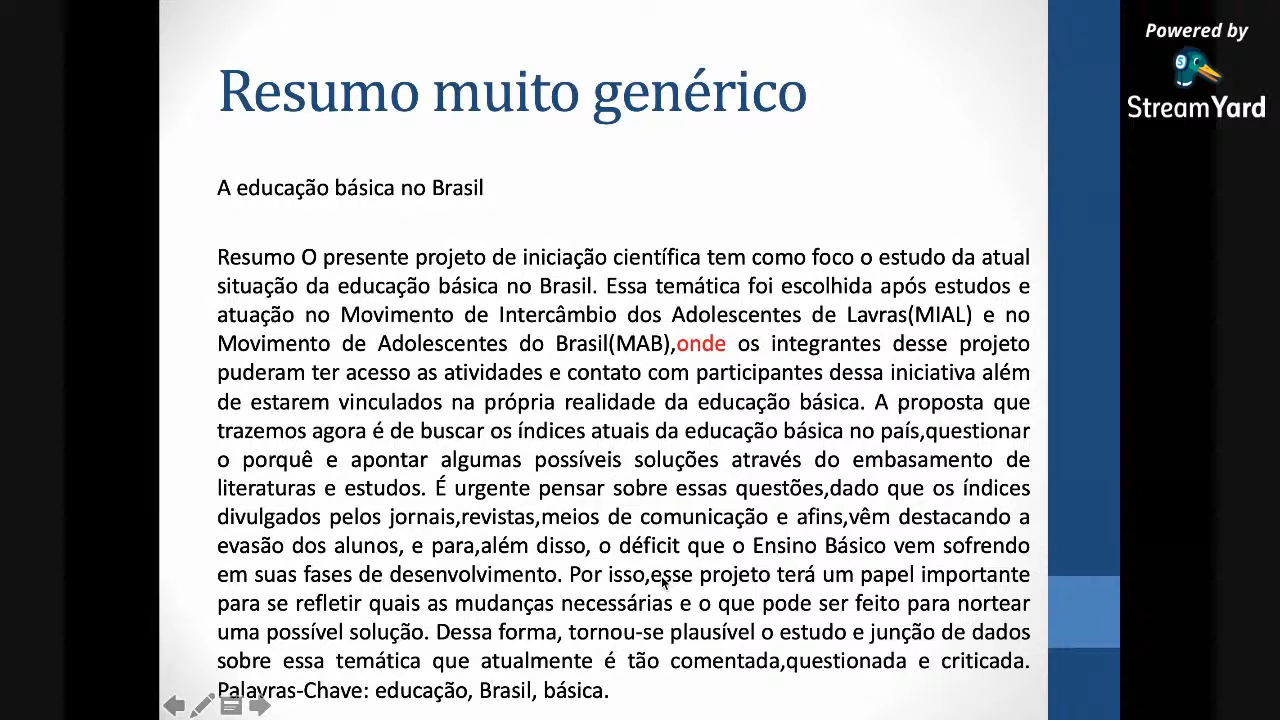 Resumo muito genérico
Powered by
StreamYard
A educação básica no Brasil
Resumo O presente projeto de iniciação científica tem como foco o estudo da atual
situação da educação básica no Brasil. Essa temática foi escolhida após estudos e
atuação no Movimento de Intercâmbio dos Adolescentes de Lavras(MIAL) e no
Movimento de Adolescentes do Brasil(MAB),onde os integrantes desse projeto
puderam ter acesso as atividades e contato com participantes dessa iniciativa além
de estarem vinculados na própria realidade da educação básica. A proposta que
trazemos agora é de buscar os índices atuais da educação básica no país,questionar
o porquê e apontar algumas possíveis soluções através do embasamento de
literaturas e estudos. É urgente pensar sobre essas questões,dado que os índices
divulgados pelos jornais,revistas,meios de comunicação e afins,vêm destacando a
evasão dos alunos, e para,além disso, o déficit que o Ensino Básico vem sofrendo
em suas fases de desenvolvimento. Por isso,esse projeto terá um papel importante
para se refletir quais as mudanças necessárias e o que pode ser feito para nortear
uma possível solução. Dessa forma, tornou-se plausível o estudo e junção de dados
sobre essa temática que atualmente é tão comentada,questionada e criticada.
Palavras-Chave: educação, Brasil, básica.